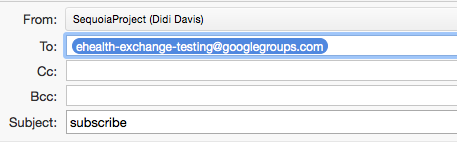 From: SequoiaProject (Didi Davis)
To: ehealth-exchange-testing@googlegroups.com
Cc:
Bcc:
Subject: subscribe